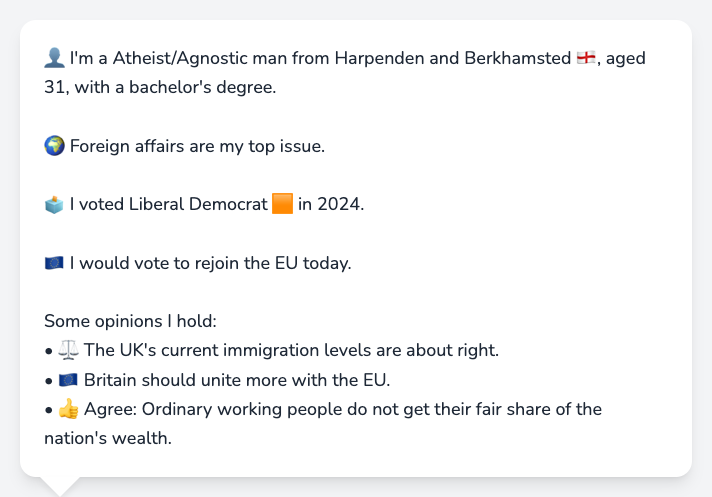 👤 I'm a Atheist/Agnostic man from Harpenden and Berkhamsted 🏴󠁧󠁢󠁥󠁮󠁧󠁿, aged
31, with a bachelor's degree.
🌍 Foreign affairs are my top issue.
🗳️ I voted Liberal Democrat 🟧 in 2024.
🇪🇺 I would vote to rejoin the EU today.
Some opinions I hold:
• ⚖️ The UK's current immigration levels are about right.
• 🇪🇺 Britain should unite more with the EU.
• 👍 Agree: Ordinary working people do not get their fair share of the
nation's wealth.